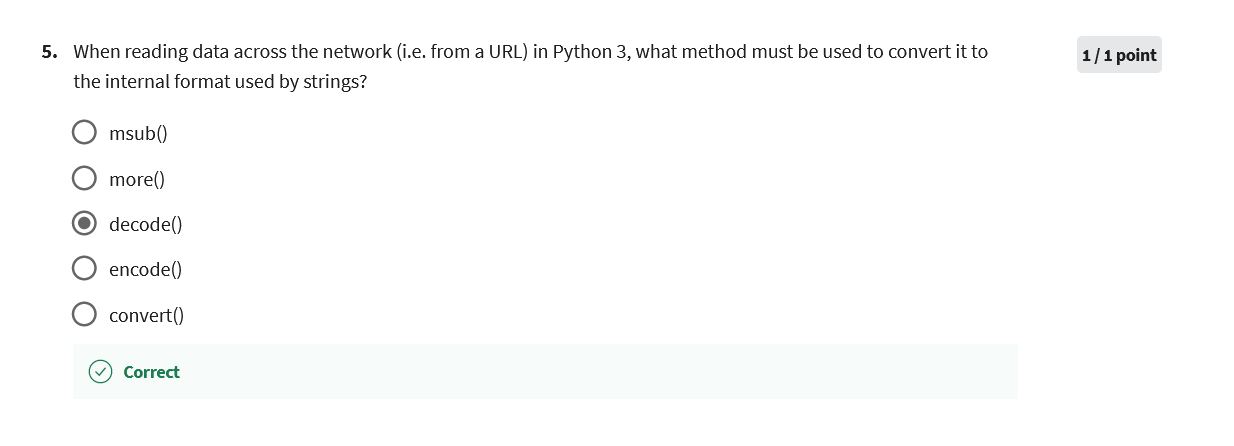 5. When reading data across the network (i.e. from a URL) in Python 3, what method must be used to convert it to
the internal format used by strings?
1 / 1 point
msub()
more()
decode()
encode()
convert()
Correct